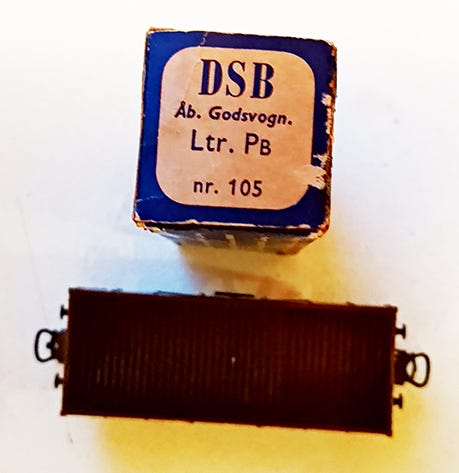 DSB
Åb. Godsvogn.
Ltr. PB
nr. 105